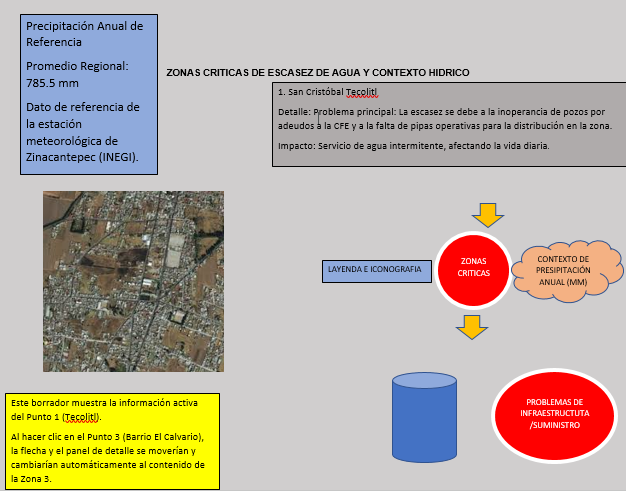 Precipitación Anual de
Referencia
Promedio Regional:
785.5 mm
Dato de referencia de
la estación
meteorológica de
Zinacantepec (INEGI).
ZONAS CRITICAS DE ESCASEZ DE AGUA Y CONTEXTO HIDRICO
1. San Cristóbal Tecolitl
Detalle: Problema principal: La escasez se debe a la inoperancia de pozos por
adeudos a la CFE y a la falta de pipas operativas para la distribución en la zona.
Impacto: Servicio de agua intermitente, afectando la vida diaria.
LAYENDA E ICONOGRAFIA
ZONAS
CRITICAS
CONTEXTO DE
PRESIPITACIÓN
ANUAL (MM)
Este borrador muestra la información activa
del Punto 1 (Tecolitl).
Al hacer clic en el Punto 3 (Barrio El Calvario),
la flecha y el panel de detalle se moverían y
cambiarían automáticamente al contenido de
la Zona 3.
PROBLEMAS DE
INFRAESTRUCTUTA
/SUMINISTRO